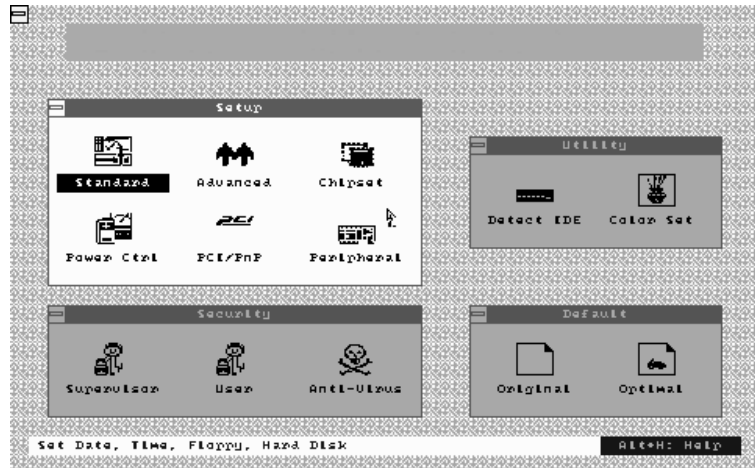 Setup
Standard
Advanced
Chipset
Power Ctrl
PCI
PCI/PnP
Peripheral
Utility
Detect IDE
Color Set
Security
Supervisor
User
Anti-Virus
Default
Original
Optimal
Set Date, Time, Floppy, Hard Disk
Alt+H: Help